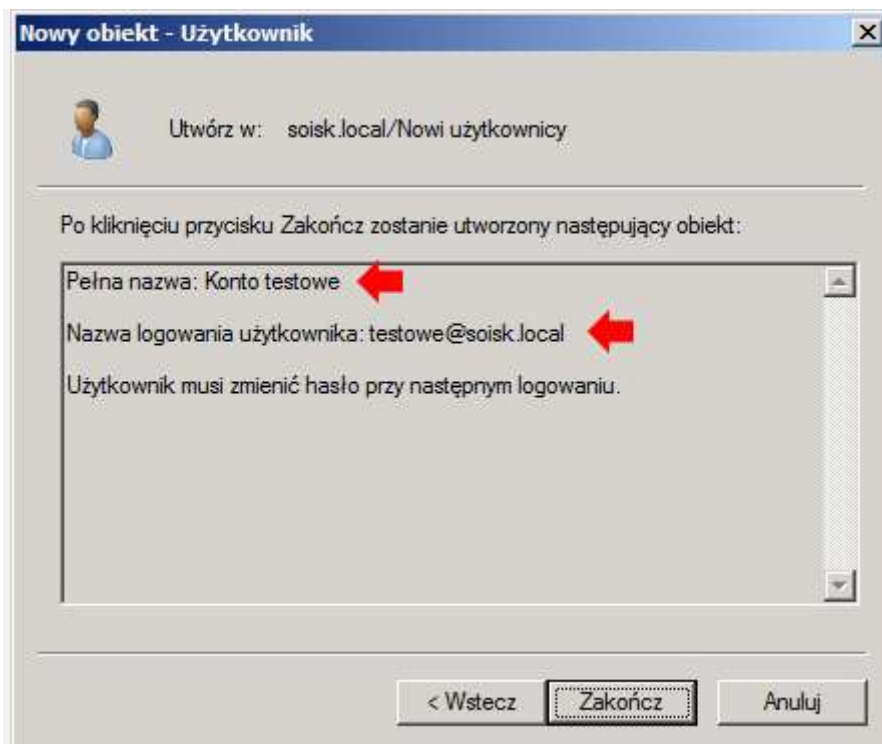 Nowy obiekt - Użytkownik
Utwórz w: soisk.local/Nowi użytkownicy
Po kliknięciu przycisku Zakończ zostanie utworzony następujący obiekt:
Pełna nazwa: Konto testowe
Nazwa logowania użytkownika: testowe@soisk.local
Użytkownik musi zmienić hasło przy następnym logowaniu.
< Wstecz Zakończ Anuluj